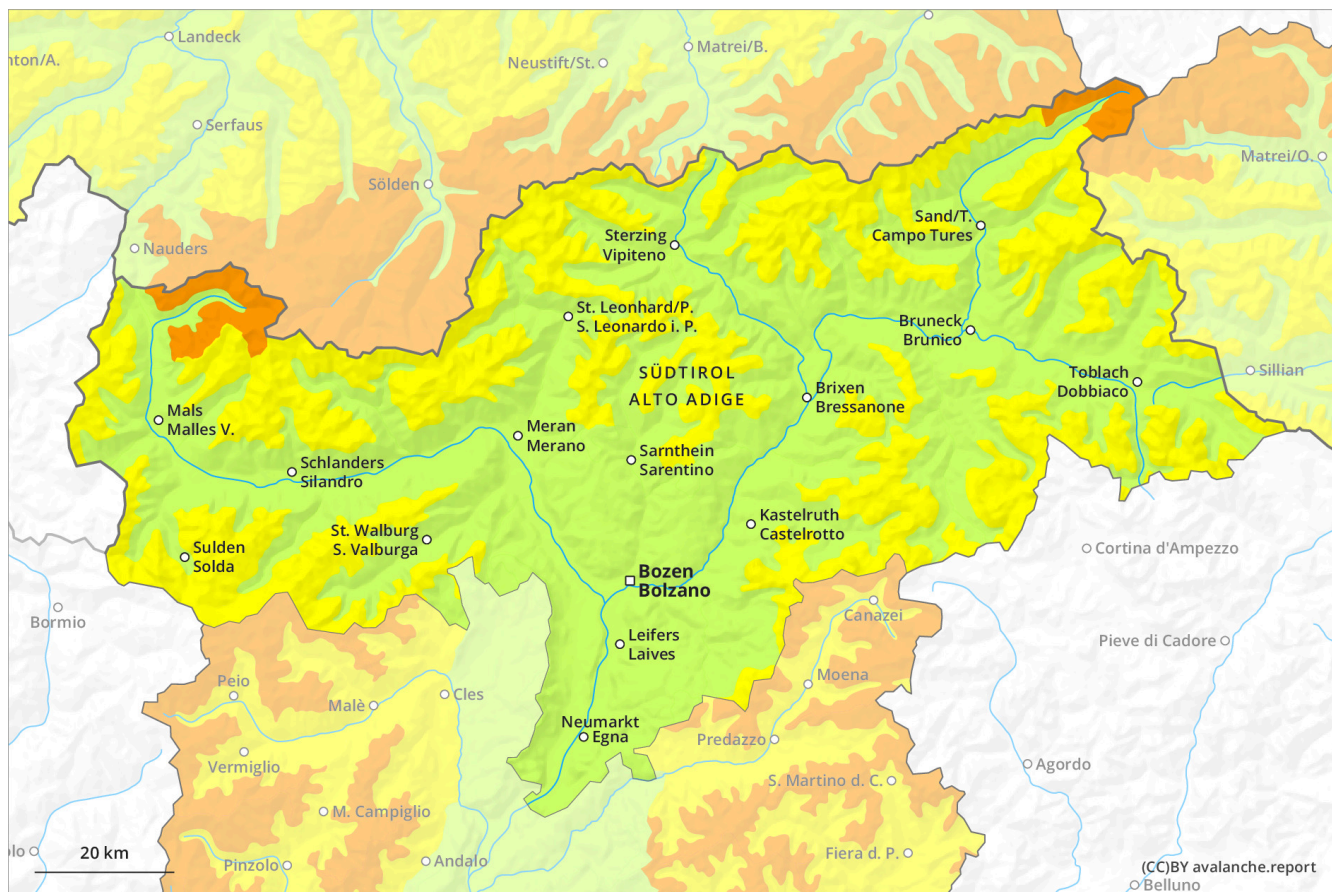 Landeck
nton/A.
Matrei/B.
Neustift/St.
Serfaus
Matrei/O.
Sölden
Sand/T.
Campo Tures
Sterzing
Vipiteno
Nauders
St. Leonhard/P.
S. Leonardo i. P.
Bruneck
Brunico
SÜDTIROL
ALTO ADIGE
Toblach
Dobbiaco
Sillian
Brixen
Bressanone
Mals
Malles V.
Meran
Merano
Sarnthein
Sarentino
Schlanders
Silandro
Kastelruth
Castelrotto
St. Walburg
S. Valburga
Sulden
Solda
Cortina d'Ampezzo
Bozen
Bolzano
Bormio
Canazei
Leifers
Laives
Pieve di Cadore
Peio
Moena
Malè
Cles
Neumarkt
Egna
Predazzo
Vermiglio
Agordo
S. Martino d. C.
M. Campiglio
lo
20 km
Pinzolo
Andalo
Fiera d. P.
(CC)BY avalanche.report
Belluno